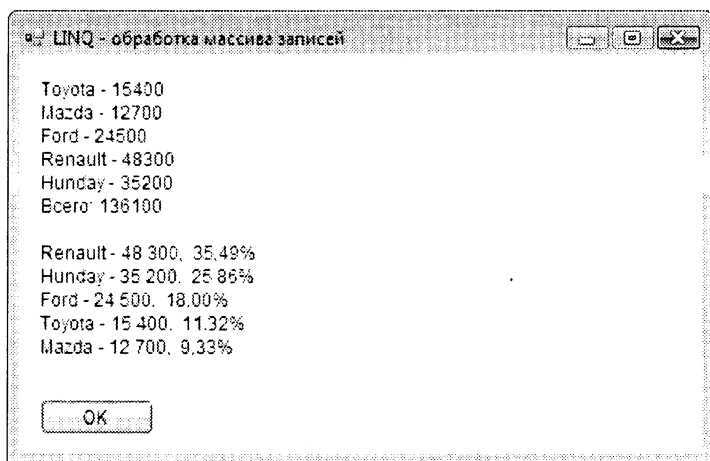 LINQ - обработка массива записей
Toyota - 15400
Mazda - 12700
Ford - 24500
Renault - 48300
Hunday - 35200
Всего: 136100
Renault - 48 300, 35,49%
Hunday - 35 200, 25,86%
Ford - 24 500, 18,00%
Toyota - 15 400, 11,32%
Mazda - 12 700, 9,33%
OK